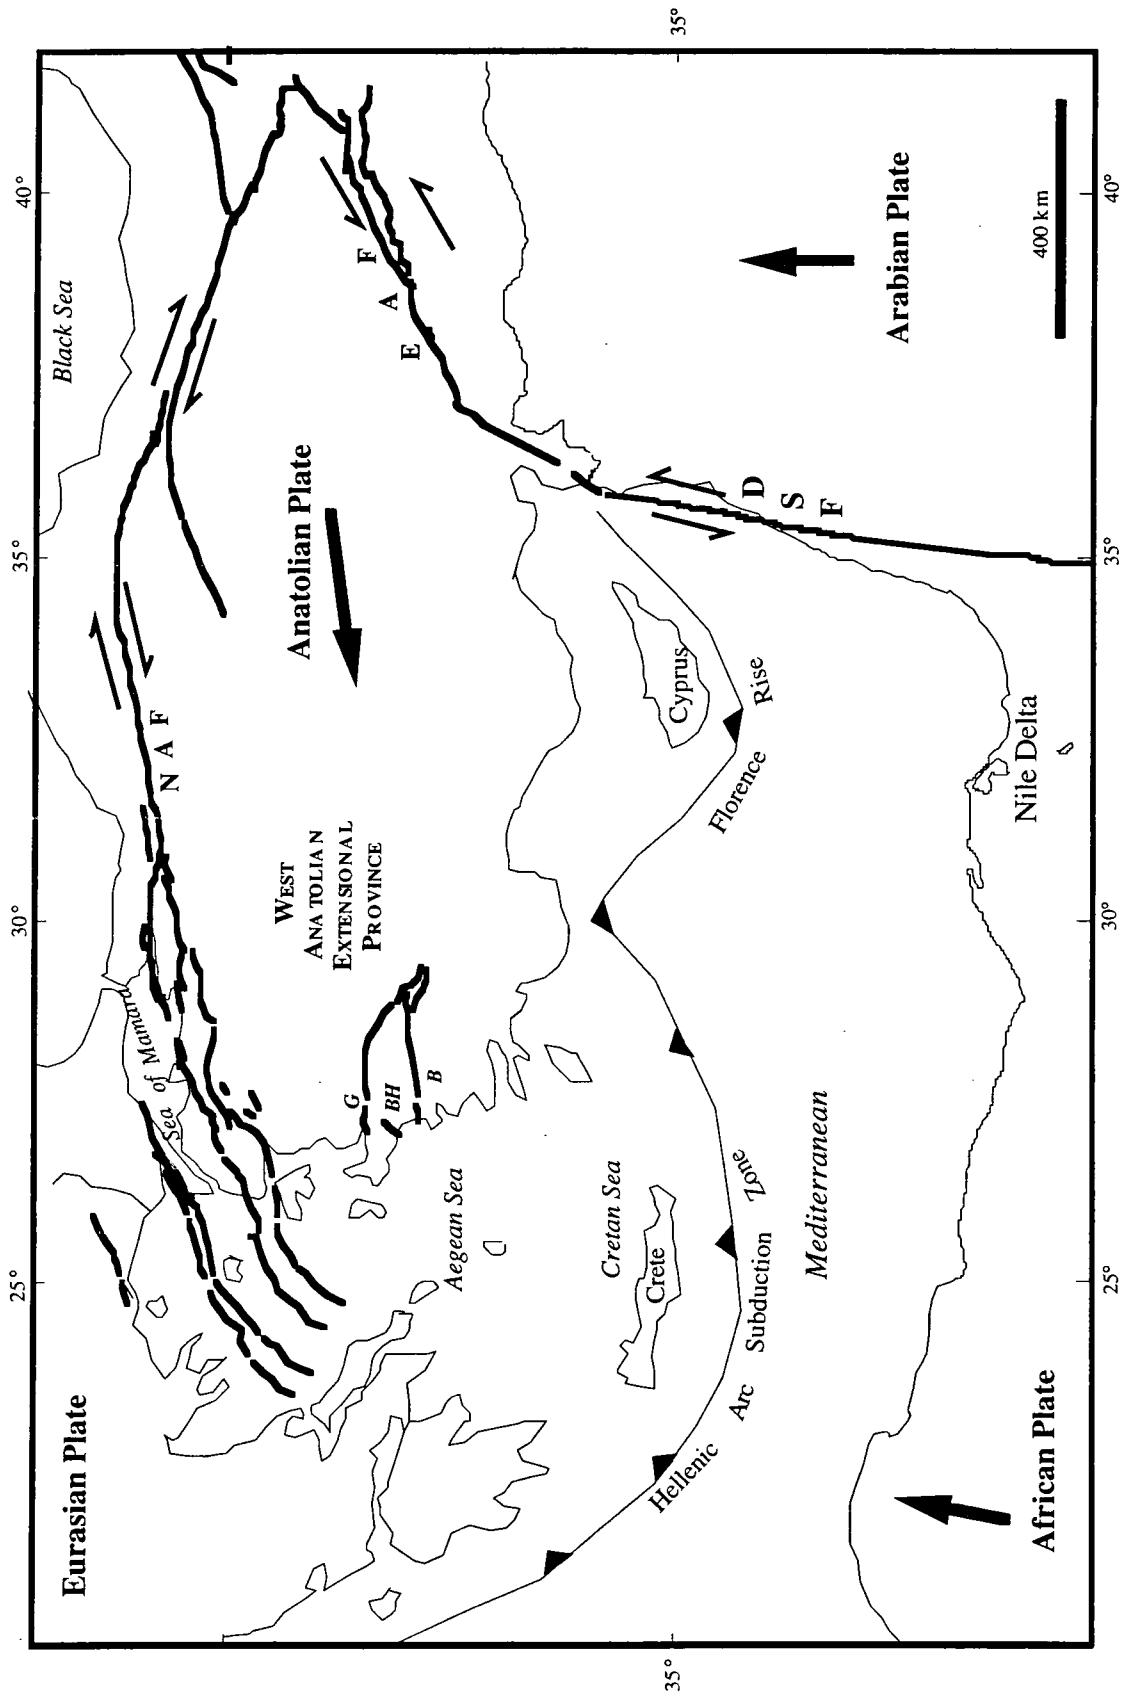 25°
30°
35°
40°
Eurasian Plate
Black Sea
Sea of Mamara
N A F
Anatolian Plate
WEST
ANATOLIAN
EXTENSIONAL
PROVINCE
E A F
G
BH
B
Aegean Sea
Cretan Sea
Crete
Cyprus
35°
35°
Hellenic Arc Subduction Zone
Florence Rise
D
S
F
Mediterranean
Arabian Plate
Nile Delta
African Plate
400 km
25°
30°
35°
40°